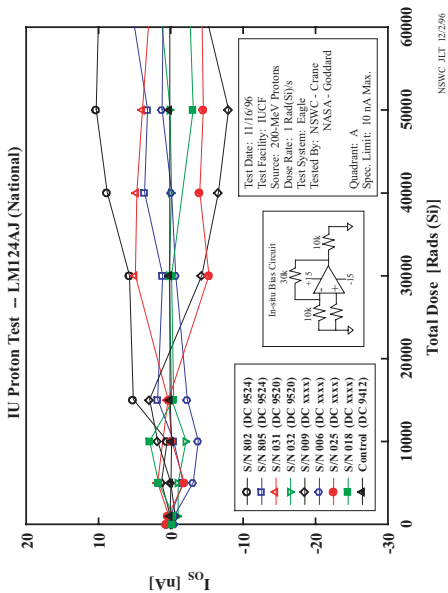 IU Proton Test – LM124AJ (National)
20
10
0
-10
-20
-30
I_OS [nA]
0
10000
20000
30000
40000
50000
60000
Total Dose [Rads (Si)]
S/N 802 (DC 9524)
S/N 805 (DC 9524)
S/N 031 (DC 9520)
S/N 032 (DC 9520)
S/N 009 (DC xxxx)
S/N 006 (DC xxxx)
S/N 025 (DC xxxx)
S/N 018 (DC xxxx)
Control (DC 9412)
In-situ Bias Circuit
30k
10k
+15
-
+
-15
10k
Test Date: 11/16/96
Test Facility: IUCF
Source: 200-MeV Protons
Dose Rate: 1 Rad(Si)/s
Test System: Eagle
Tested By: NSWC - Crane
NASA - Goddard
Quadrant: A
Spec. Limit: 10 nA Max.
NSWC JLT 12/2/96